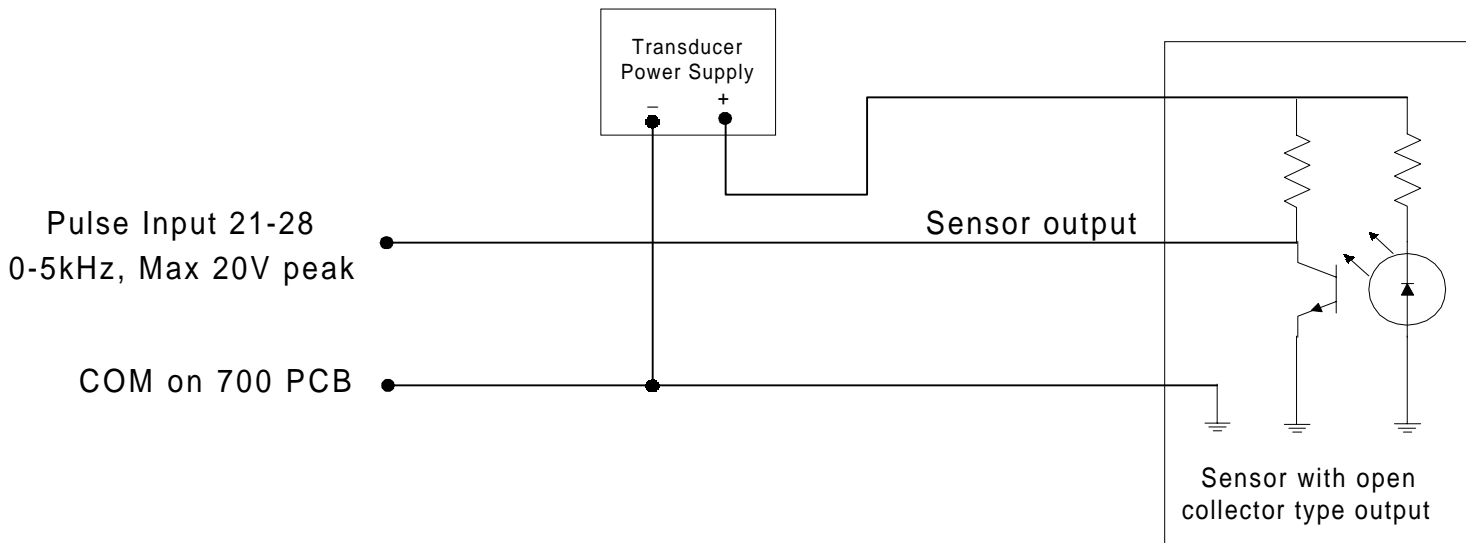 Transducer
Power Supply
– +
Pulse Input 21-28
0-5kHz, Max 20V peak
Sensor output
COM on 700 PCB
Sensor with open
collector type output